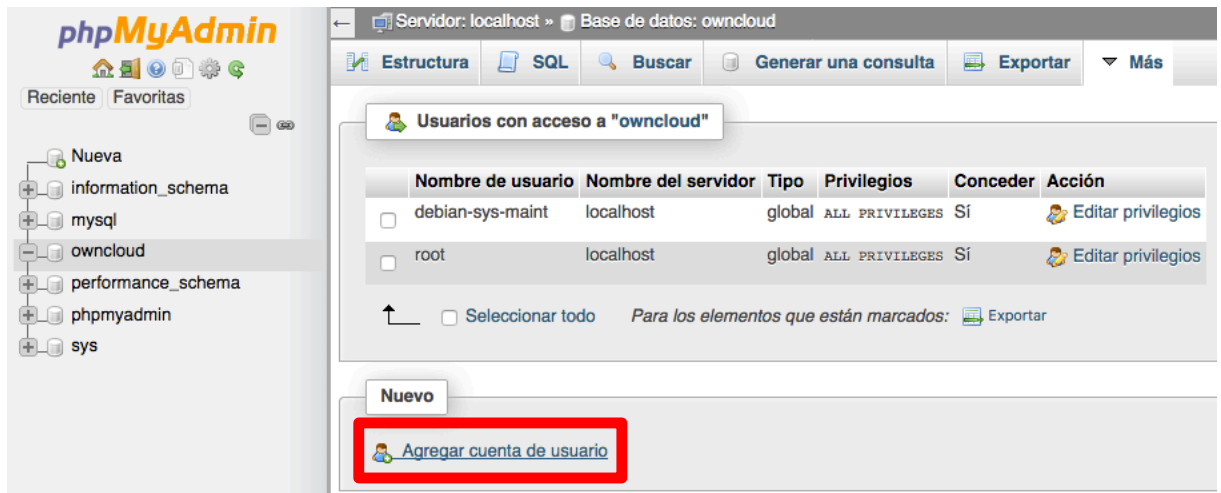 phpMyAdmin
Reciente Favoritas
Nueva
information_schema
mysql
owncloud
performance_schema
phpmyadmin
sys
Servidor: localhost » Base de datos: owncloud
Estructura SQL Buscar Generar una consulta Exportar Más
Usuarios con acceso a "owncloud"
Nombre de usuario Nombre del servidor Tipo Privilegios Conceder Acción
debian-sys-maint localhost global ALL PRIVILEGES Sí Editar privilegios
root localhost global ALL PRIVILEGES Sí Editar privilegios
Seleccionar todo Para los elementos que están marcados: Exportar
Nuevo
Agregar cuenta de usuario